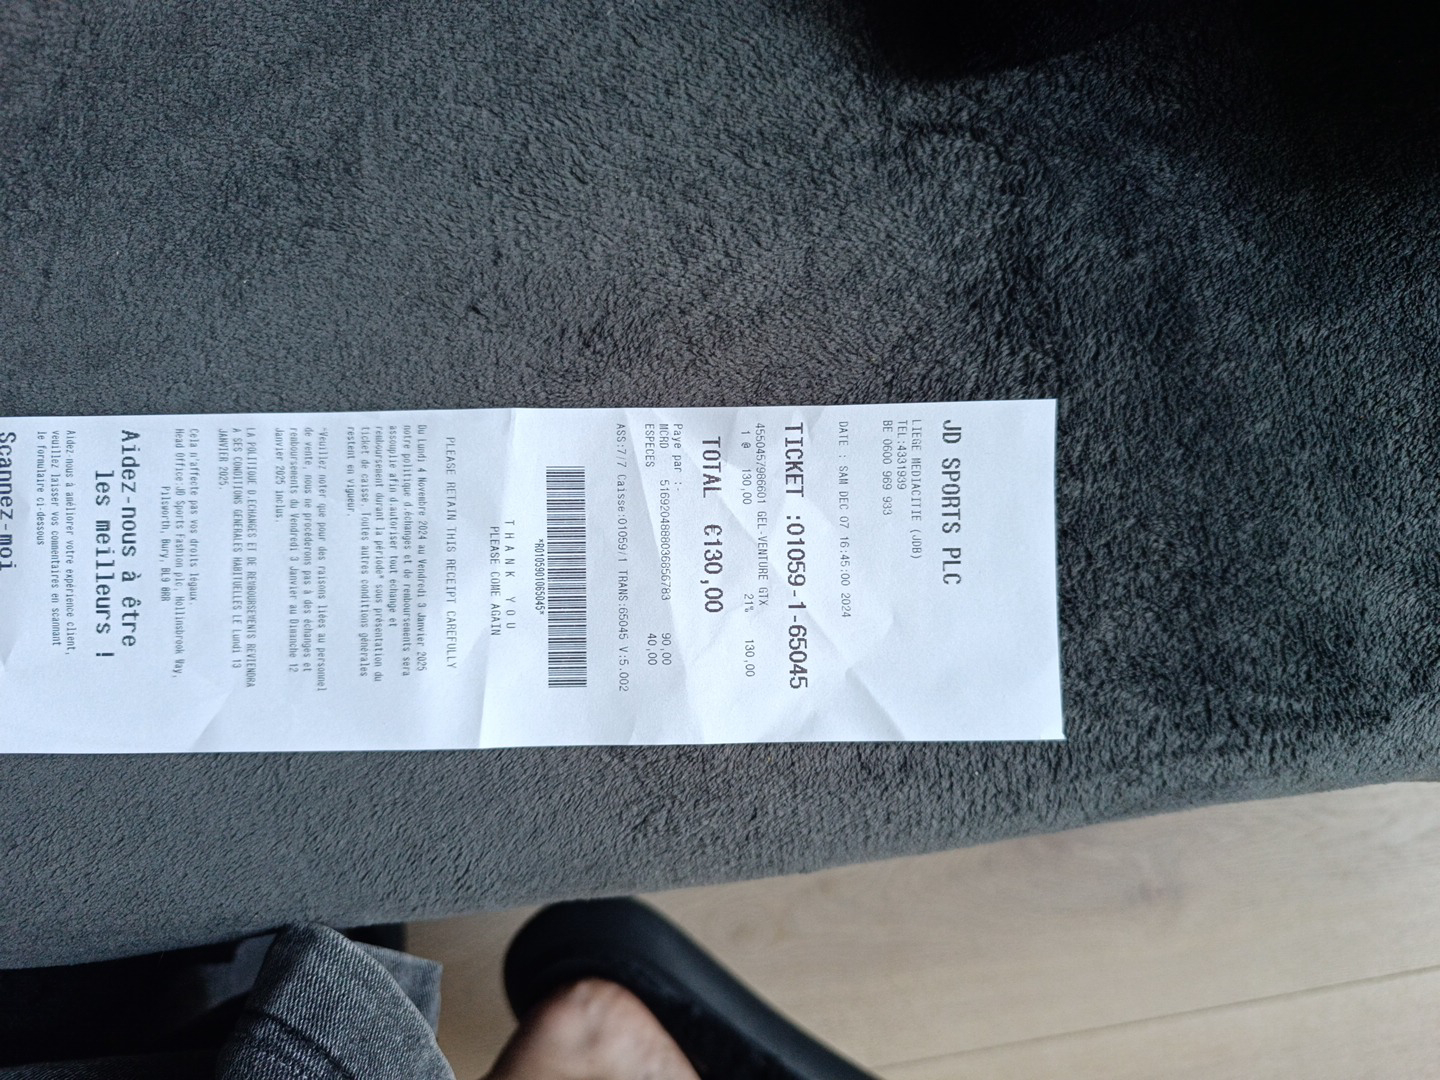 JD SPORTS PLC
LIEGE MEDIACITIE (JDB)
TEL:4331939
BE 0600 969 933
DATE : SAM DEC 07 16:45:00 2024
TICKET :01059-1-65045
4550457966601 GEL-VENTURE GTX
1 @ 130,00 21% 130,00
TOTAL €130,00
Paye par :-
MCRD 5169204888036856783 90,00
ESPECES 40,00
ASS:7/7 Caisse:01059/1 TRANS:65045 V:5.002
*R0105901065045*
T H A N K Y O U
PLEASE COME AGAIN
PLEASE RETAIN THIS RECEIPT CAREFULLY
Du Lundi 4 Novembre 2024 au Vendredi 3 Janvier 2025
notre politique d'échanges et de remboursements sera
assouplie afin d'autoriser tout échange et
remboursement durant la période* sous présentation du
ticket de caisse. Toutes autres conditions générales
restent en vigueur.
*Veuillez noter que pour des raisons liées au personnel
de vente, nous ne procéderons pas à des échanges et
remboursements du Vendredi 3 Janvier au Dimanche 12
Janvier 2025 inclus.
LA POLITIQUE D'ECHANGES ET DE REMBOURSEMENTS REVIENDRA
A SES CONDITIONS GENERALES HABITUELLES LE Lundi 13
JANVIER 2025.
Cela n'affecte pas vos droits légaux.
Head Office:JD Sports Fashion plc, Hollinsbrook Way,
Pilsworth, Bury, BL9 8RR
Aidez-nous à être
les meilleurs !
Aidez-nous à améliorer votre expérience client,
veuillez laisser vos commentaires en scannant
le formulaire ci-dessous
Scannez-moi